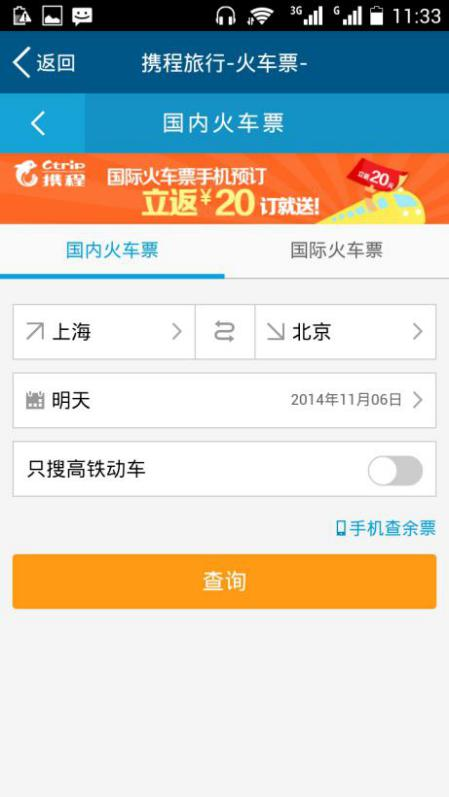 3G G 11:33
返回 携程旅行-火车票-
国内火车票
Ctrip
携程
国际火车票手机预订
立返¥20订就送!
立返20元
国内火车票 国际火车票
上海 北京
明天 2014年11月06日
只搜高铁动车
手机查余票
查询